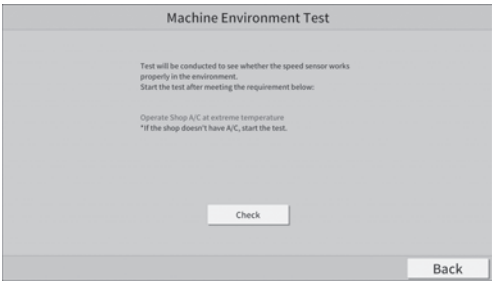 Machine Environment Test
Test will be conducted to see whether the speed sensor works
properly in the environment.
Start the test after meeting the requirement below:
Operate Shop A/C at extreme temperature
*If the shop doesn't have A/C, start the test.
Check
Back